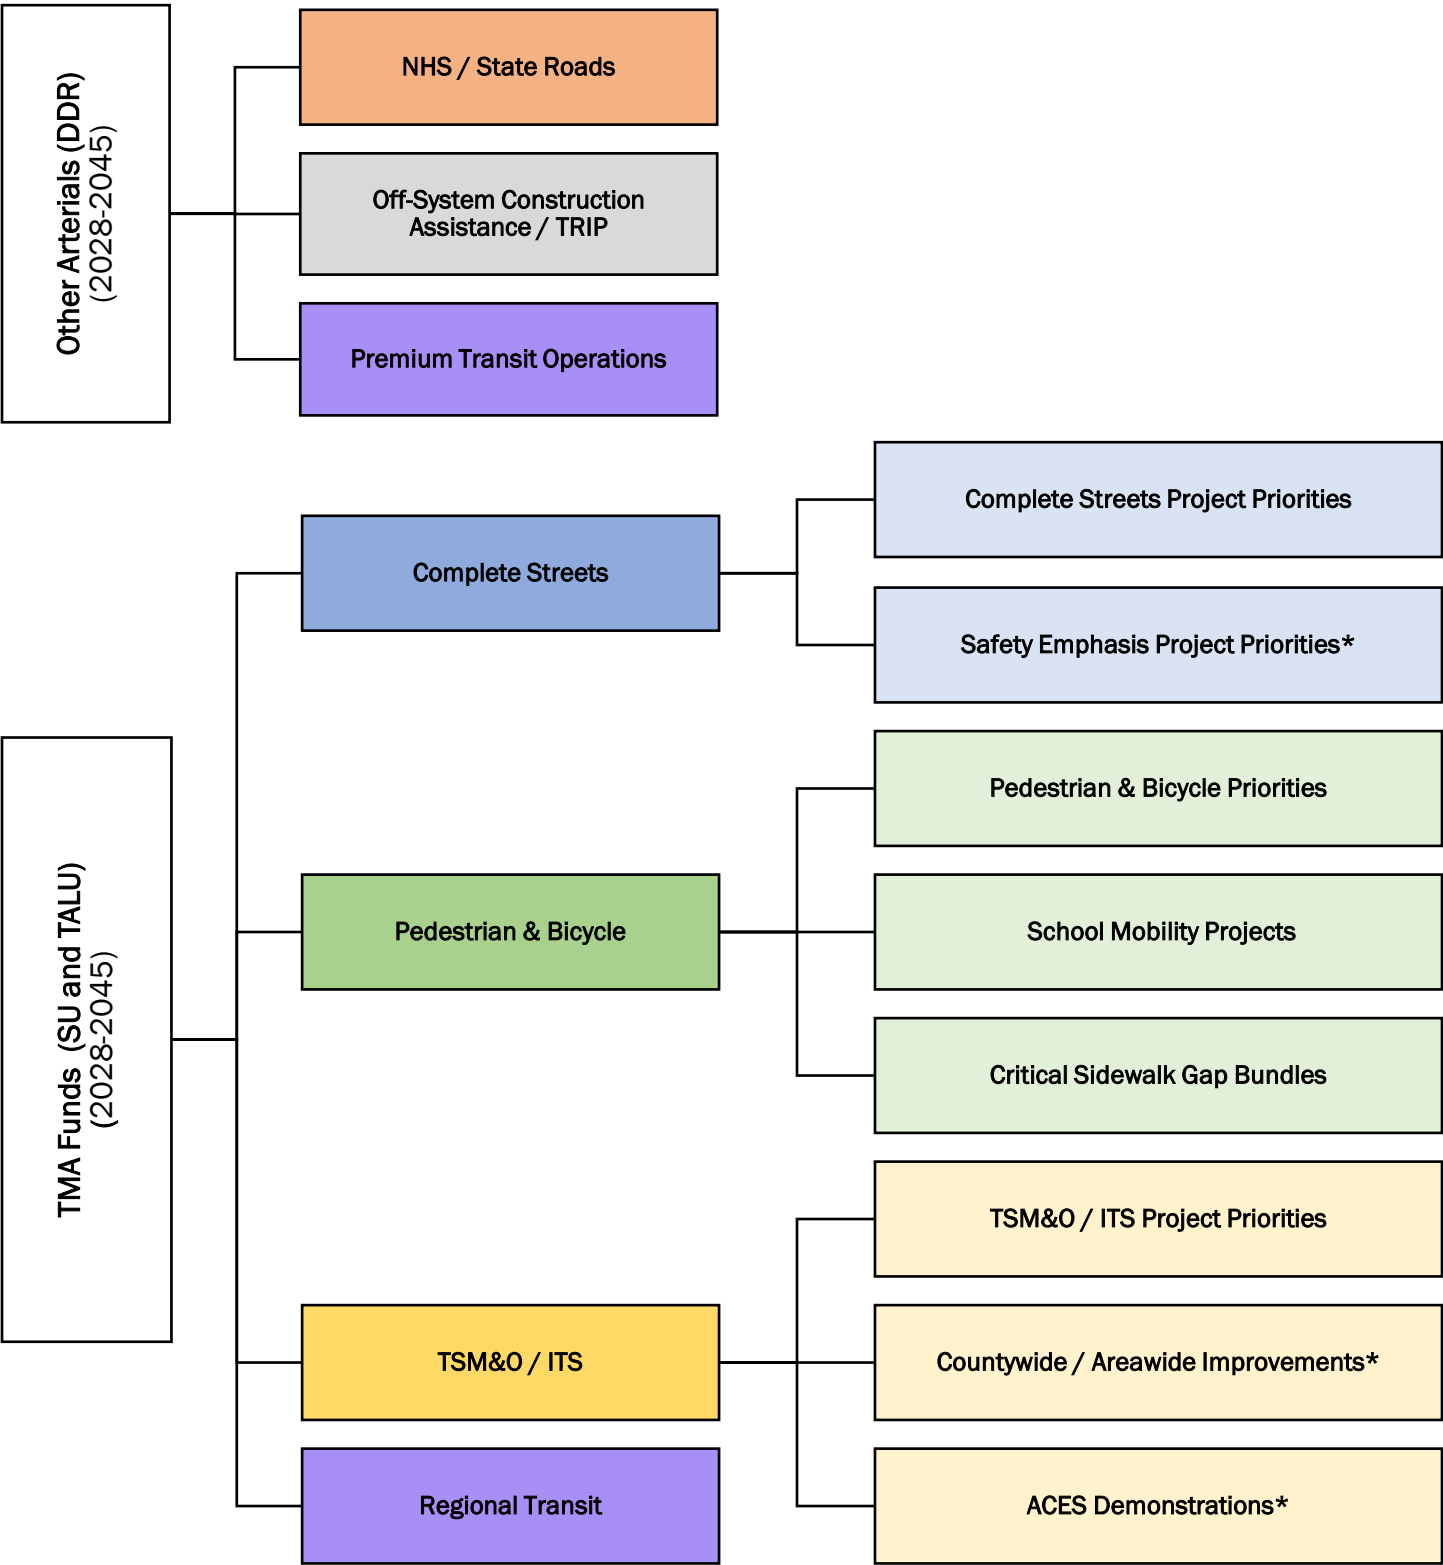 Other Arterials (DDR)
(2028-2045)
NHS / State Roads
Off-System Construction
Assistance / TRIP
Premium Transit Operations
TMA Funds  (SU and TALU)
(2028-2045)
Complete Streets
Complete Streets Project Priorities
Safety Emphasis Project Priorities*
Pedestrian & Bicycle
Pedestrian & Bicycle Priorities
School Mobility Projects
Critical Sidewalk Gap Bundles
TSM&O / ITS
TSM&O / ITS Project Priorities
Countywide / Areawide Improvements*
ACES Demonstrations*
Regional Transit